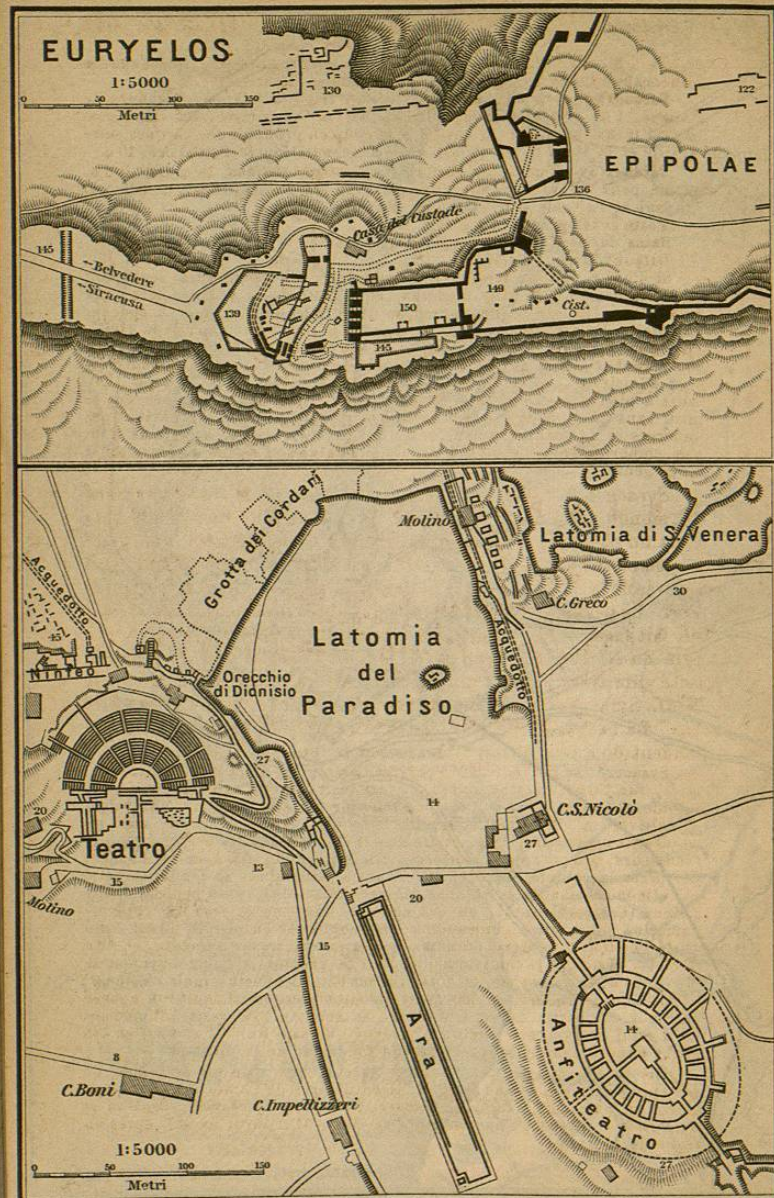 EURYELOS
1:5000
0 50 100 150
Metri
130
122
EPIPOLAE
136
Casa del Custode
145
Belvedere
Siracusa
139
150
149
Cist.
145
Grotta dei Cordari
Molino
Latomia di S. Venera
C. Greco
30
Acquedotto
45
Ninfeo
Orecchio
di Dionisio
Latomia
del
Paradiso
Acquedotto
27
14
C.S. Nicolò
27
20
Teatro
15
13
Molino
20
15
Ara
Anfiteatro
14
27
8
C. Boni
C. Impellizzeri
1:5000
0 50 100 150
Metri